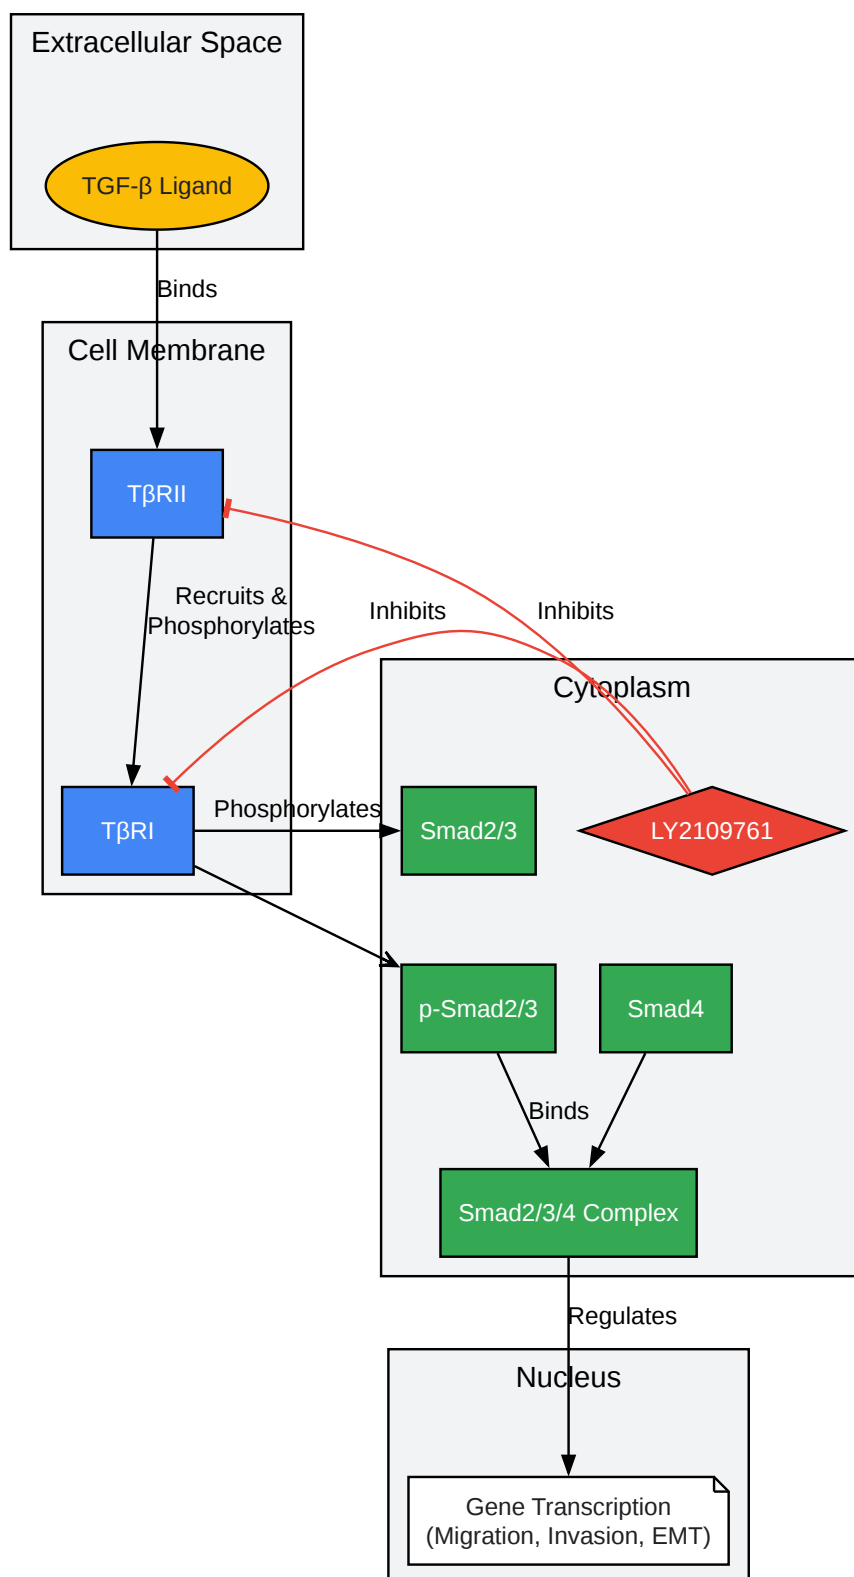 Extracellular Space
TGF-β Ligand
Binds
Cell Membrane
TβRII
Recruits &
Phosphorylates
Inhibits
Inhibits
Cytoplasm
TβRI
Phosphorylates
Smad2/3
LY2109761
p-Smad2/3
Smad4
Binds
Smad2/3/4 Complex
Regulates
Nucleus
Gene Transcription
(Migration, Invasion, EMT)